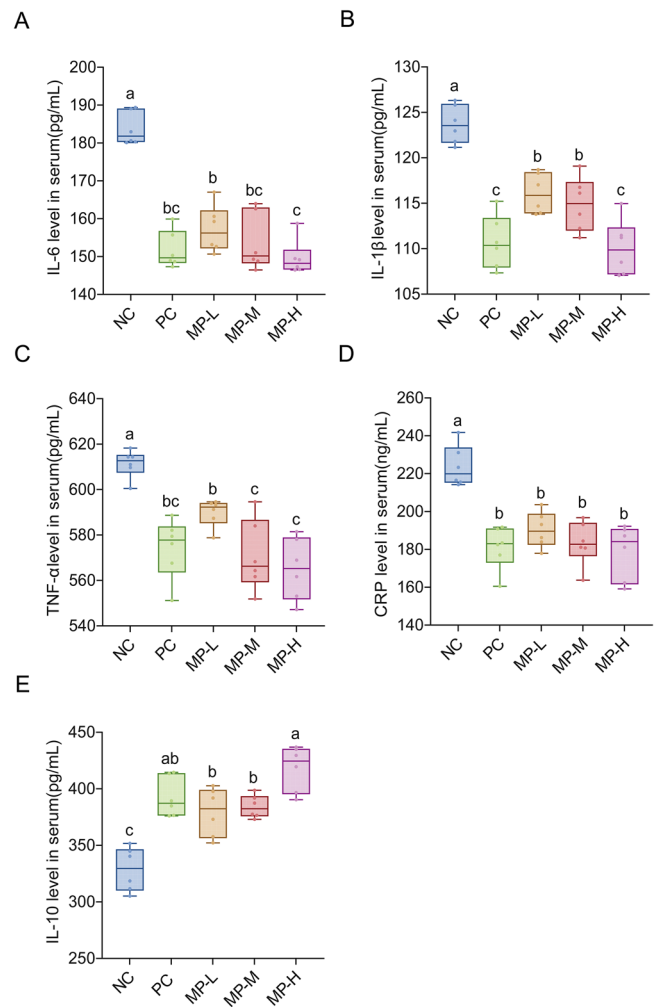 A
IL-6 level in serum(pg/mL)
200
190
180
170
160
150
140
a
bc
b
bc
c
NC
PC
MP-L
MP-M
MP-H
B
IL-1βlevel in serum(pg/mL)
130
125
120
115
110
105
a
c
b
b
c
NC
PC
MP-L
MP-M
MP-H
C
TNF-αlevel in serum(pg/mL)
640
620
600
580
560
540
a
bc
b
c
c
NC
PC
MP-L
MP-M
MP-H
D
CRP level in serum(ng/mL)
260
240
220
200
180
160
140
a
b
b
b
b
NC
PC
MP-L
MP-M
MP-H
E
IL-10 level in serum(pg/mL)
450
400
350
300
250
c
ab
b
b
a
NC
PC
MP-L
MP-M
MP-H